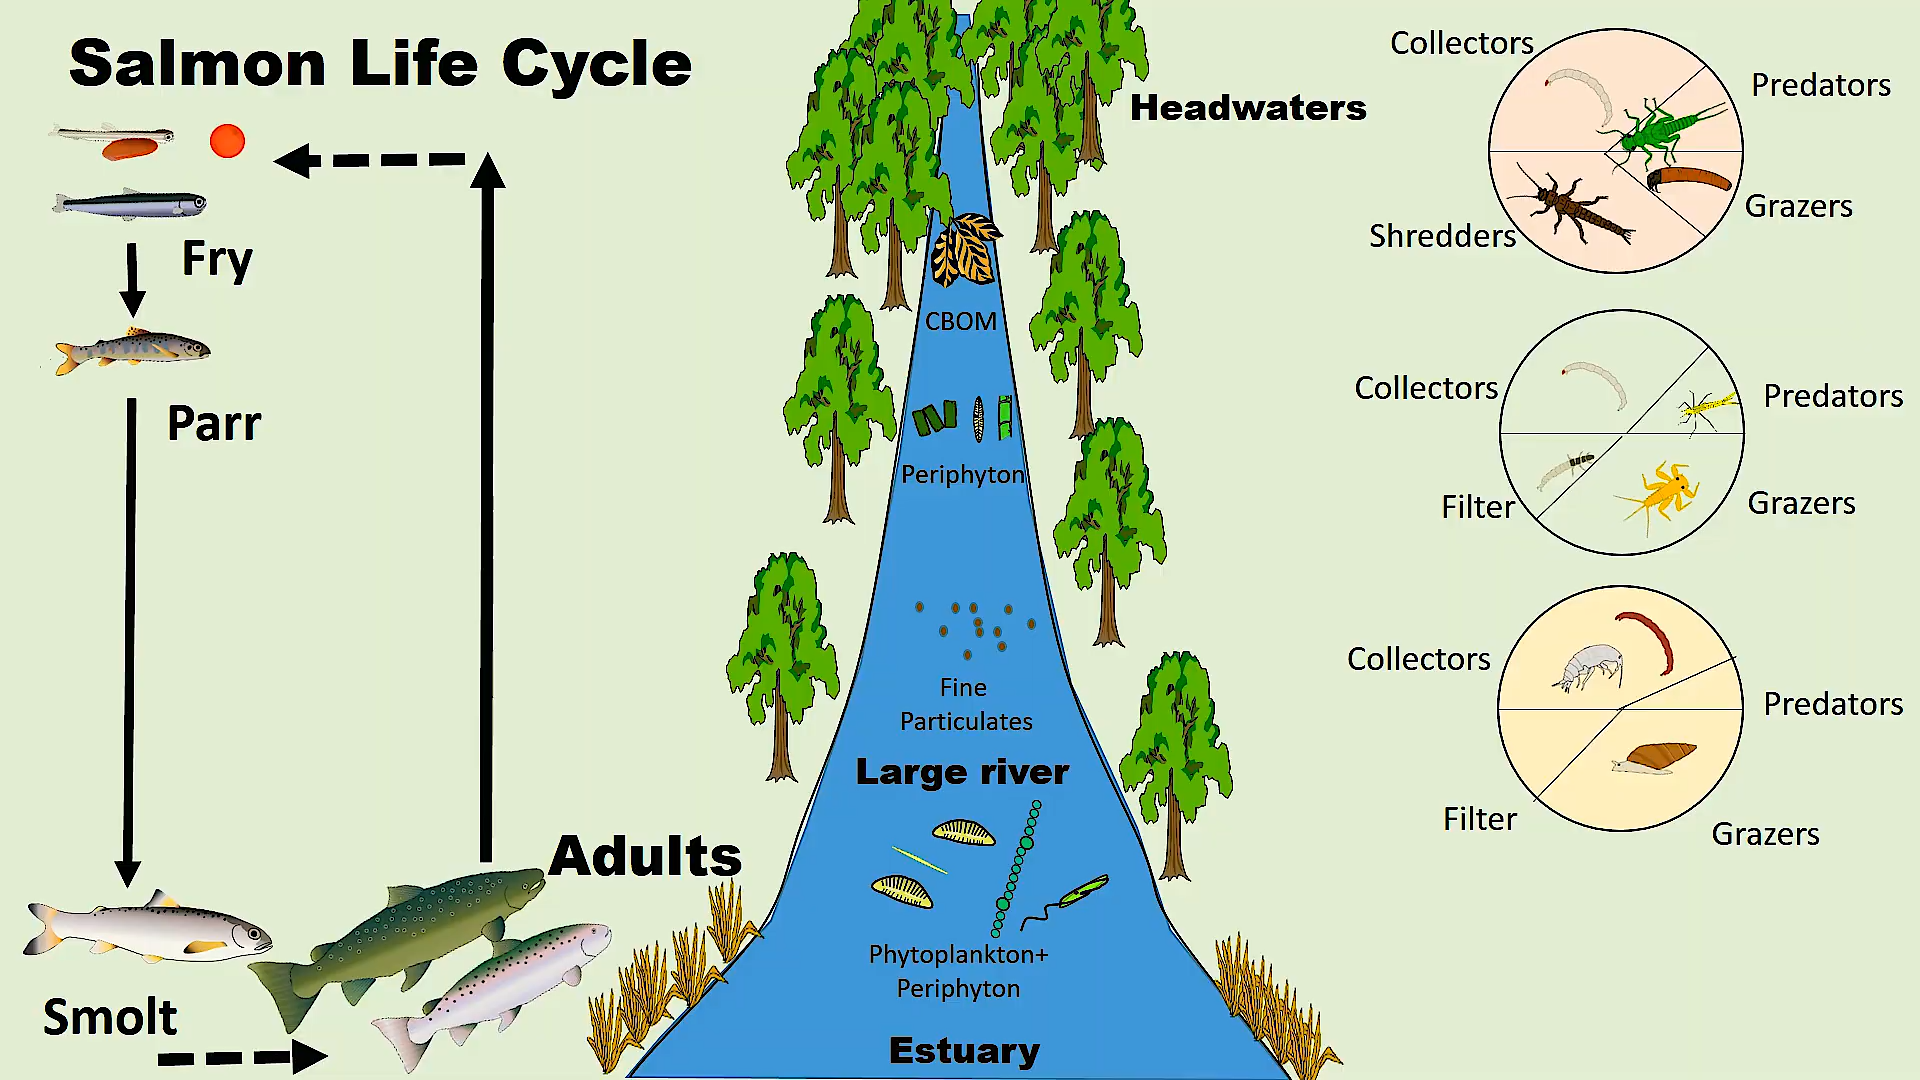 Salmon Life Cycle
Fry
Parr
Smolt
Adults
Headwaters
CBOM
Periphyton
Fine
Particulates
Large river
Phytoplankton+
Periphyton
Estuary
Collectors
Predators
Shredders
Grazers
Collectors
Predators
Filter
Grazers
Collectors
Predators
Filter
Grazers